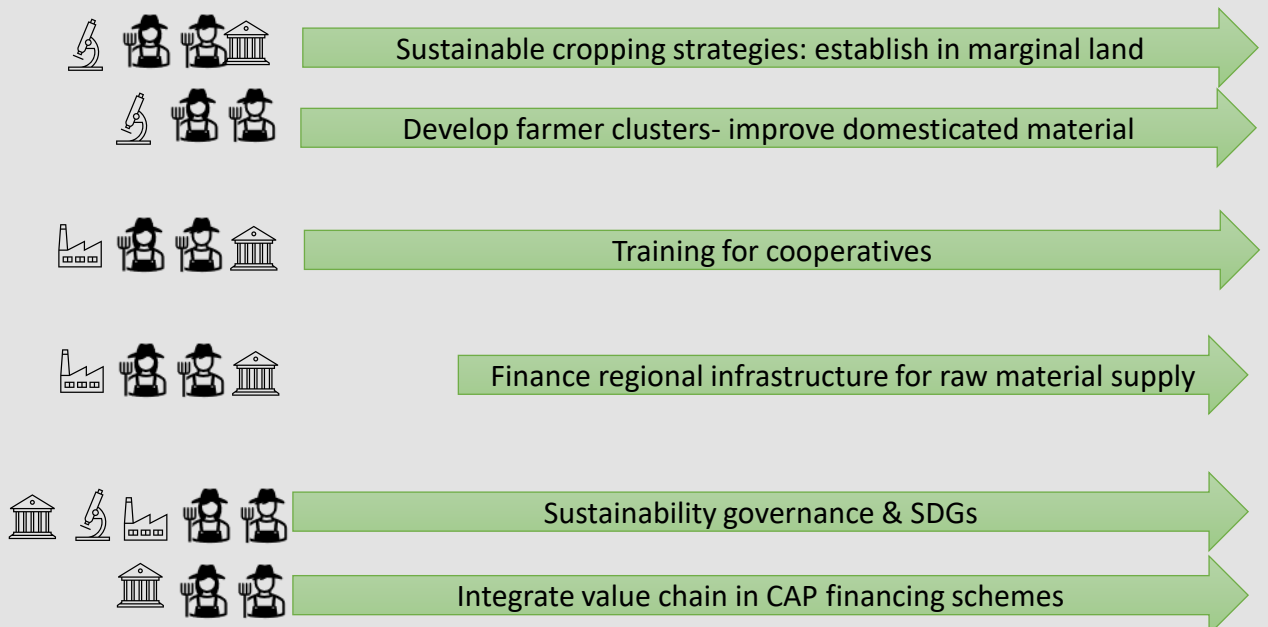 Sustainable cropping strategies: establish in marginal land
Develop farmer clusters- improve domesticated material
Training for cooperatives
Finance regional infrastructure for raw material supply
Sustainability governance & SDGs
Integrate value chain in CAP financing schemes